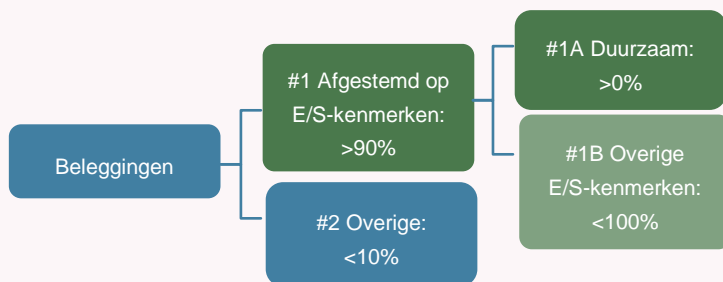 Beleggingen
#1 Afgestemd op
E/S-kenmerken:
>90%
#2 Overige:
<10%
#1A Duurzaam:
>0%
#1B Overige
E/S-kenmerken:
<100%